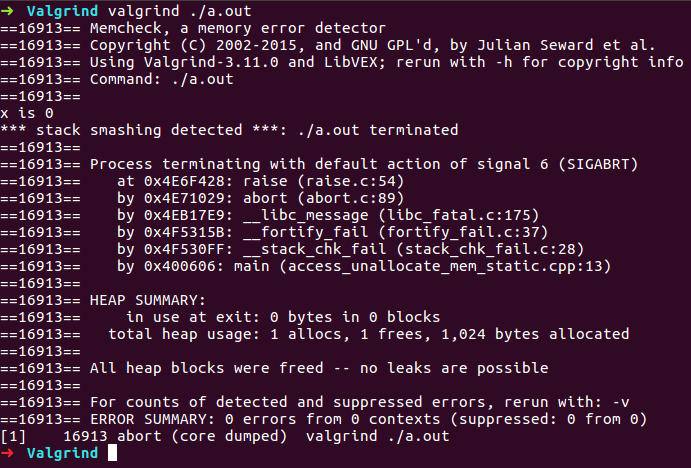 ➜ Valgrind valgrind ./a.out
==16913== Memcheck, a memory error detector
==16913== Copyright (C) 2002-2015, and GNU GPL'd, by Julian Seward et al.
==16913== Using Valgrind-3.11.0 and LibVEX; rerun with -h for copyright info
==16913== Command: ./a.out
==16913==
x is 0
*** stack smashing detected ***: ./a.out terminated
==16913==
==16913== Process terminating with default action of signal 6 (SIGABRT)
==16913==    at 0x4E6F428: raise (raise.c:54)
==16913==    by 0x4E71029: abort (abort.c:89)
==16913==    by 0x4EB17E9: __libc_message (libc_fatal.c:175)
==16913==    by 0x4F5315B: __fortify_fail (fortify_fail.c:37)
==16913==    by 0x4F530FF: __stack_chk_fail (stack_chk_fail.c:28)
==16913==    by 0x400606: main (access_unallocate_mem_static.cpp:13)
==16913==
==16913== HEAP SUMMARY:
==16913==     in use at exit: 0 bytes in 0 blocks
==16913==   total heap usage: 1 allocs, 1 frees, 1,024 bytes allocated
==16913==
==16913== All heap blocks were freed -- no leaks are possible
==16913==
==16913== For counts of detected and suppressed errors, rerun with: -v
==16913== ERROR SUMMARY: 0 errors from 0 contexts (suppressed: 0 from 0)
[1]    16913 abort (core dumped)  valgrind ./a.out
➜ Valgrind